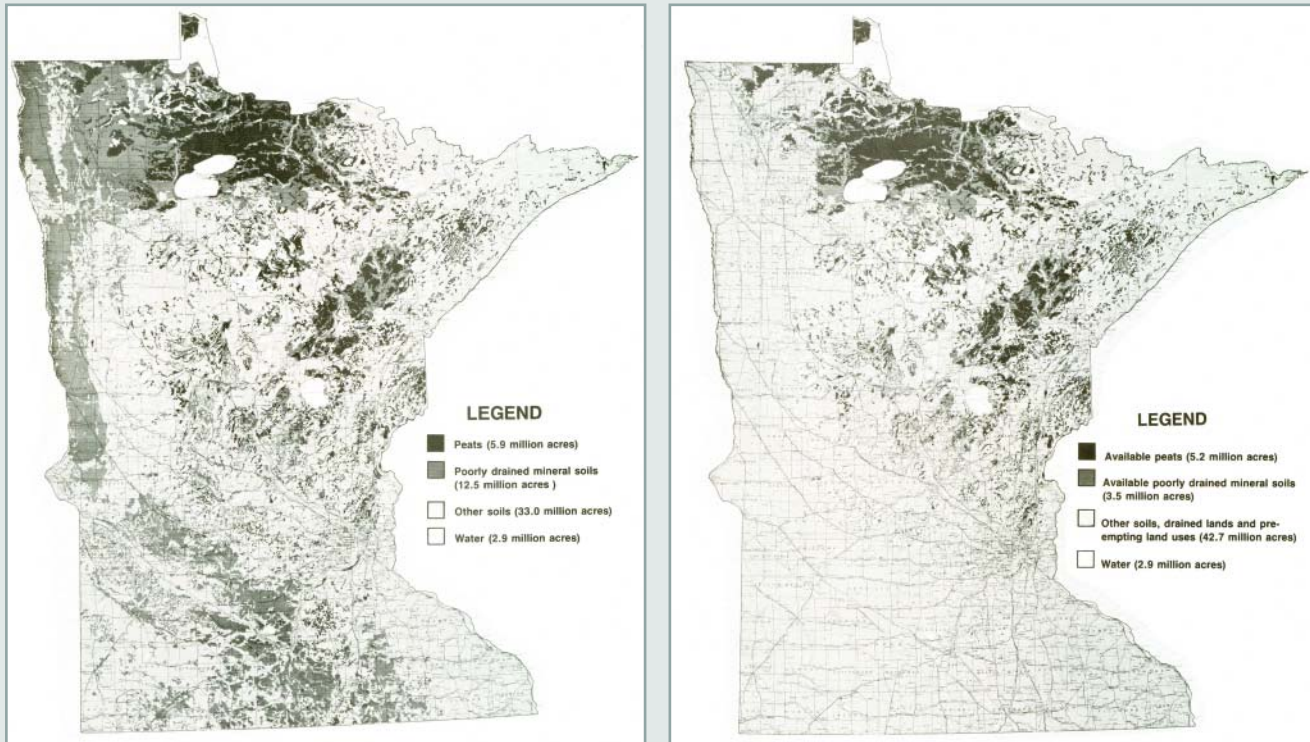 LEGEND
Peats (5.9 million acres)
Poorly drained mineral soils
(12.5 million acres )
Other soils (33.0 million acres)
Water (2.9 million acres)
LEGEND
Available peats (5.2 million acres)
Available poorly drained mineral soils
(3.5 million acres)
Other soils, drained lands and pre-
empting land uses (42.7 million acres)
Water (2.9 million acres)